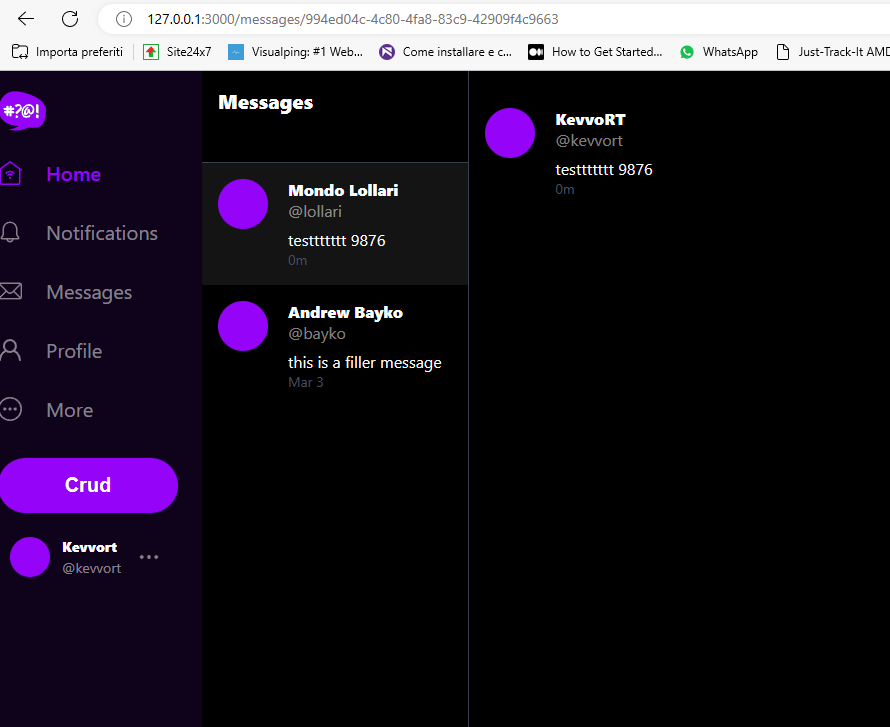 127.0.0.1:3000/messages/994ed04c-4c80-4fa8-83c9-42909f4c9663
Importa preferiti
Site24x7
Visualping: #1 Web...
Come installare e c...
How to Get Started...
WhatsApp
Just-Track-It AMD
#?@!
Home
Notifications
Messages
Profile
More
Crud
Kevvort
@kevvort
Messages
Mondo Lollari
@lollari
testttttt 9876
0m
Andrew Bayko
@bayko
this is a filler message
Mar 3
KevvoRT
@kevvort
testttttt 9876
0m